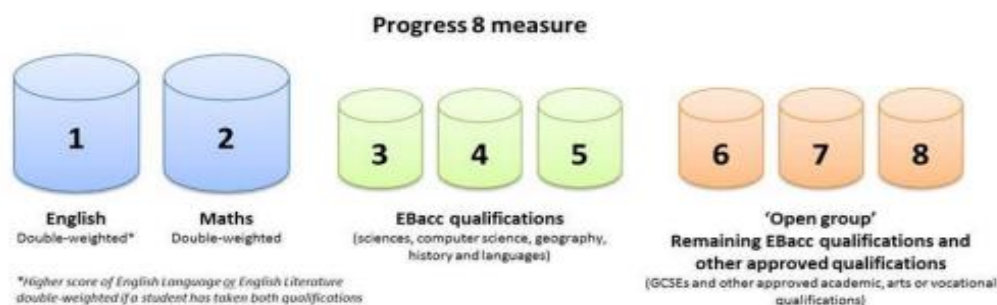 Progress 8 measure
1
2
3
4
5
6
7
8
English
Double-weighted*
Maths
Double-weighted
EBacc qualifications
(sciences, computer science, geography,
history and languages)
'Open group'
Remaining EBacc qualifications and
other approved qualifications
(GCSEs and other approved academic, arts or vocational
qualifications)
*Higher score of English Language or English Literature
double-weighted if a student has taken both qualifications